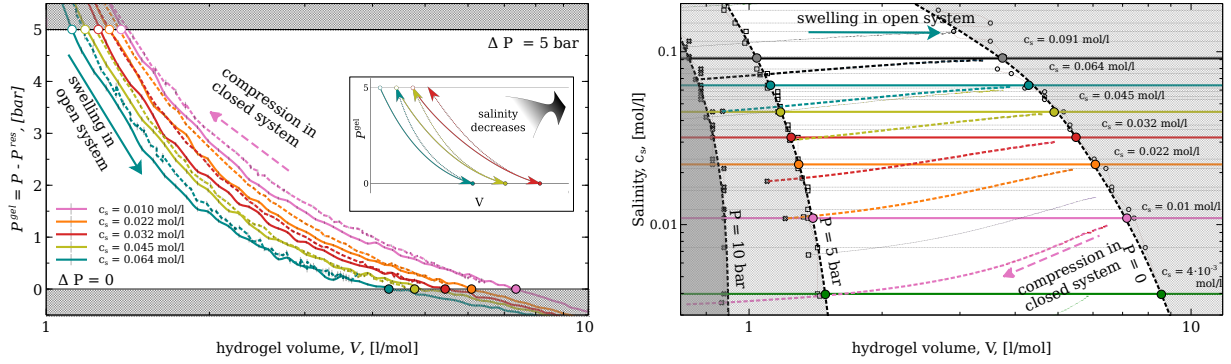 5
4
3
2
1
0
P^gel = P - P^res, [bar]
Δ P = 5 bar
swelling in
open system
compression in
closed system
5
0
P^gel
V
salinity
decreases
c_s = 0.010 mol/l
c_s = 0.022 mol/l
c_s = 0.032 mol/l
c_s = 0.045 mol/l
c_s = 0.064 mol/l
Δ P = 0
1
10
hydrogel volume, V, [l/mol]
0.1
0.01
Salinity, c_s, [mol/l]
swelling in open system
c_s = 0.091 mol/l
c_s = 0.064 mol/l
c_s = 0.045 mol/l
c_s = 0.032 mol/l
c_s = 0.022 mol/l
c_s = 0.01 mol/l
c_s = 4·10⁻³
mol/l
P = 10 bar
P = 5 bar
P = 0
compression in
closed system
1
10
hydrogel volume, V, [l/mol]